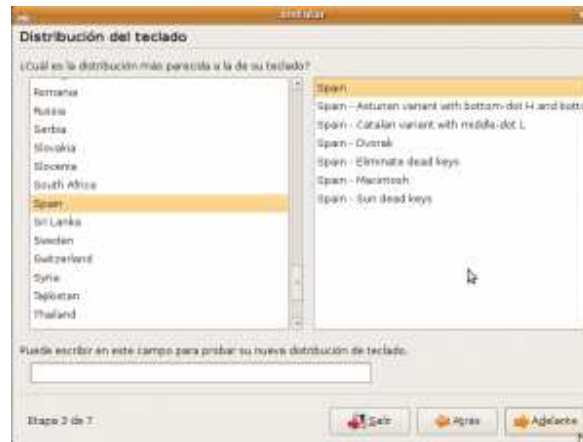 Instalar
Distribución del teclado
¿Cuál es la distribución más parecida a la de su teclado?
Romania
Russia
Serbia
Slovakia
Slovenia
South Africa
Spain
Sri Lanka
Sweden
Switzerland
Syria
Tajikistan
Thailand
Spain
Spain - Asturian variant with bottom-dot H and bott
Spain - Catalan variant with middle-dot L
Spain - Dvorak
Spain - Eliminate dead keys
Spain - Macintosh
Spain - Sun dead keys
Puede escribir en este campo para probar su nueva distribución de teclado.
Etapa 3 de 7
Salir
Atrás
Adelante